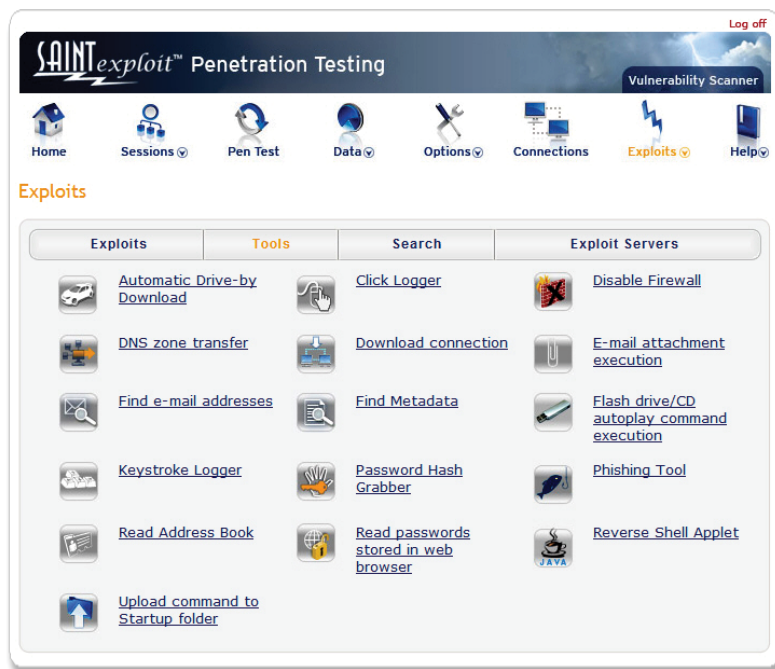 Log off
SAINTexploit™ Penetration Testing
Vulnerability Scanner
Home Sessions Pen Test Data Options Connections Exploits Help
Exploits
Exploits Tools Search Exploit Servers
Automatic Drive-by
Download
Click Logger
Disable Firewall
DNS zone transfer
Download connection
E-mail attachment
execution
Find e-mail addresses
Find Metadata
Flash drive/CD
autoplay command
execution
Keystroke Logger
Password Hash
Grabber
Phishing Tool
Read Address Book
Read passwords
stored in web
browser
JAVA
Reverse Shell Applet
Upload command to
Startup folder